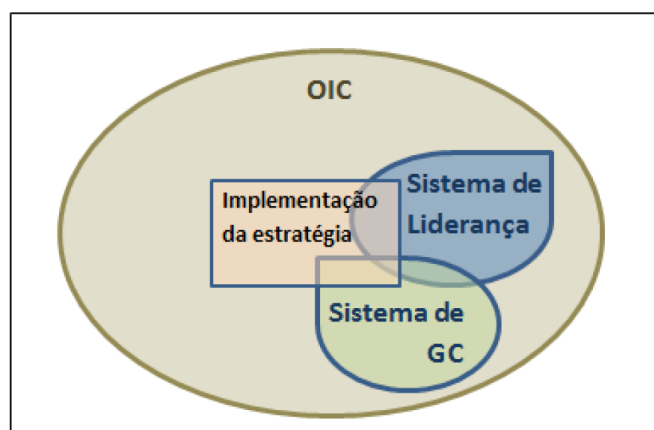 OIC
Implementação
da estratégia
Sistema de
Liderança
Sistema de
GC